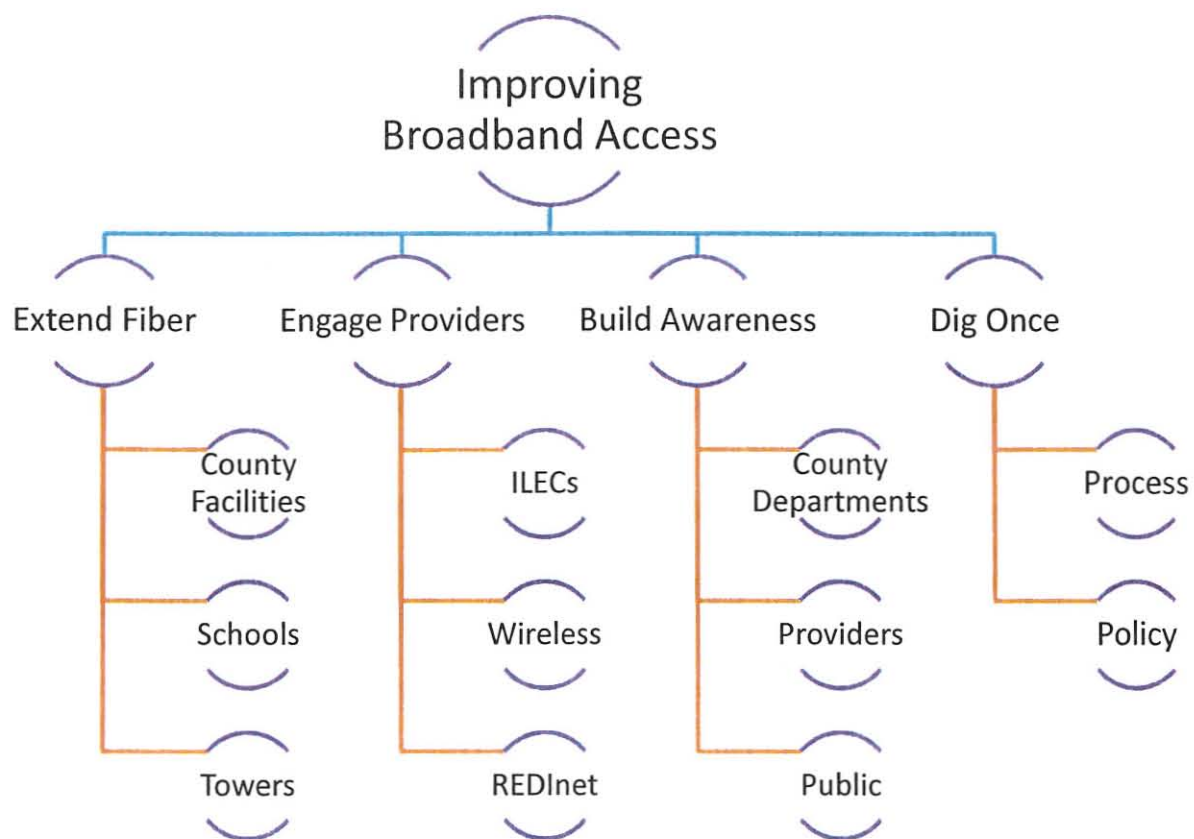 Improving
Broadband Access
Extend Fiber
Engage Providers
Build Awareness
Dig Once
County
Facilities
ILECs
County
Departments
Process
Schools
Wireless
Providers
Policy
Towers
REDInet
Public